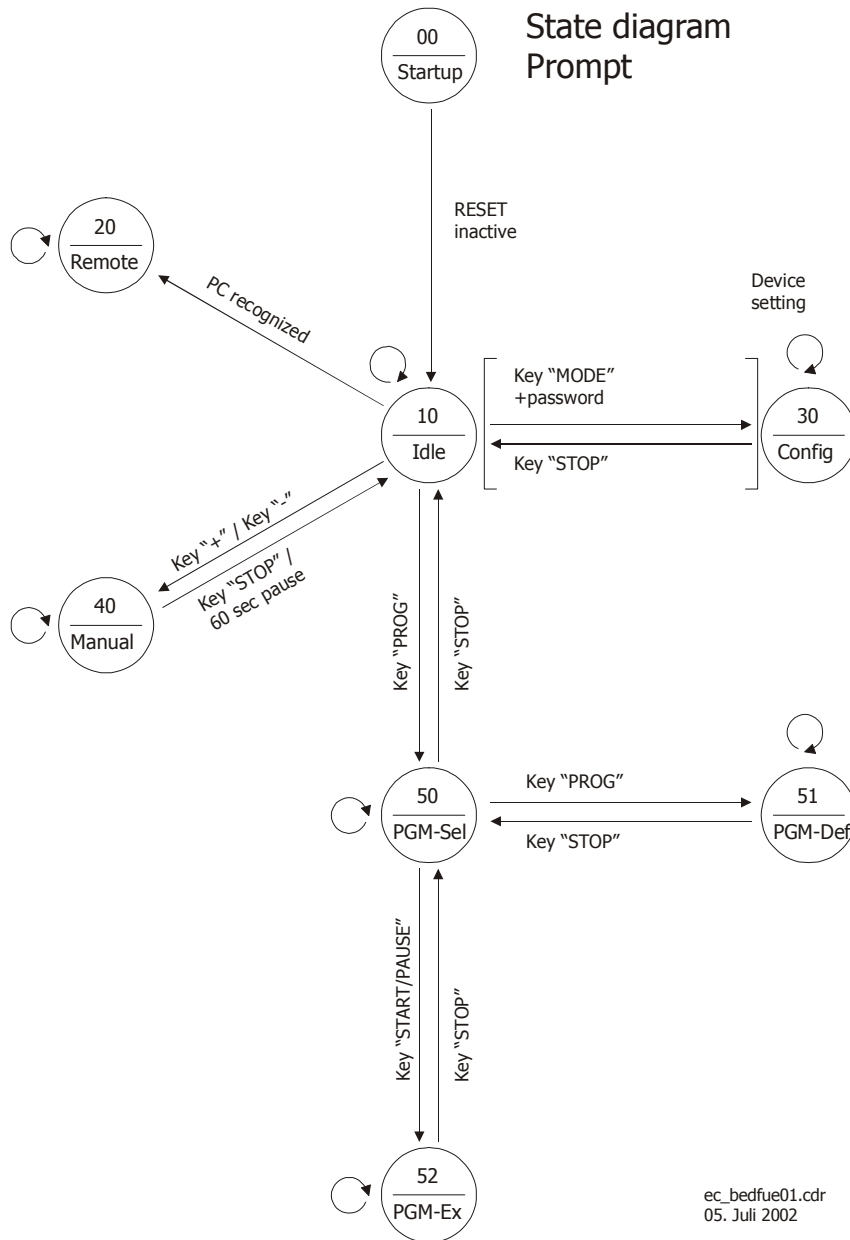 State diagram
Prompt
00
Startup
RESET
inactive
20
Remote
PC recognized
Device
setting
10
Idle
Key “MODE”
+password
Key “STOP”
30
Config
Key “+” / Key “-”
Key “STOP” /
60 sec pause
40
Manual
Key “PROG”
Key “STOP”
50
PGM-Sel
Key “PROG”
Key “STOP”
51
PGM-Def
Key “START/PAUSE”
Key “STOP”
52
PGM-Ex
ec_bedfue01.cdr
05. Juli 2002